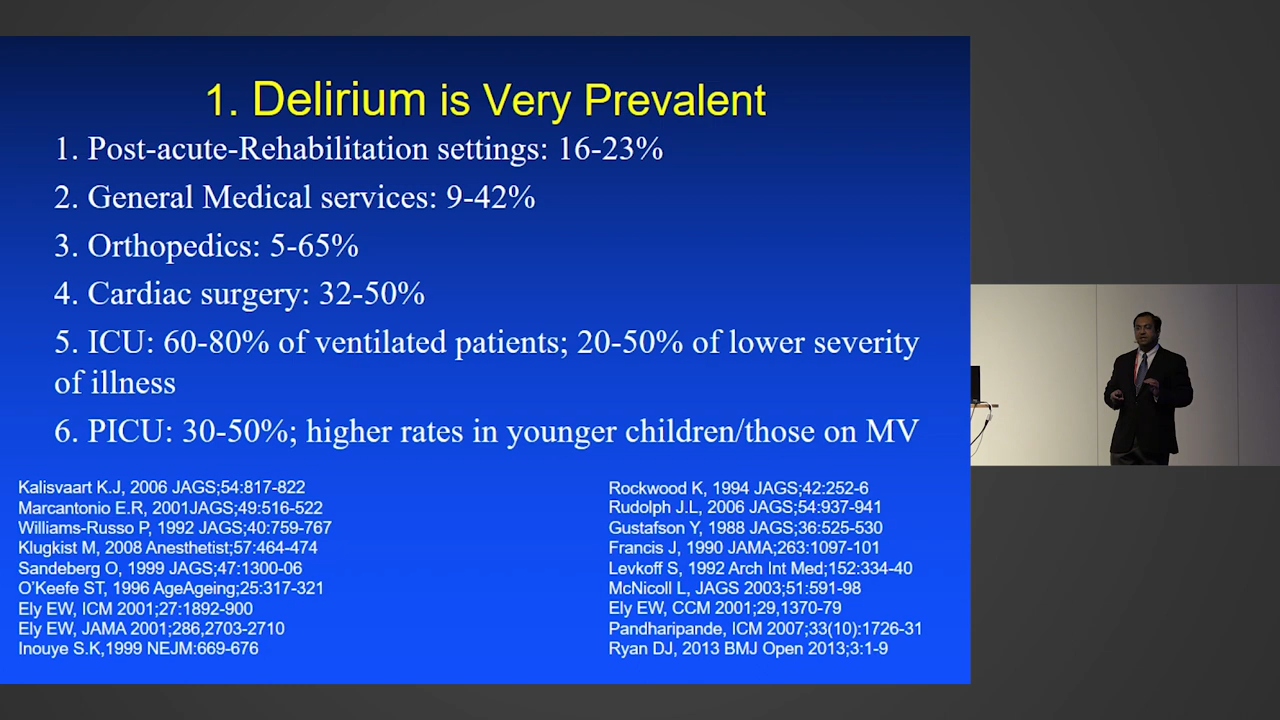 1. Delirium is Very Prevalent
1. Post-acute-Rehabilitation settings: 16-23%
2. General Medical services: 9-42%
3. Orthopedics: 5-65%
4. Cardiac surgery: 32-50%
5. ICU: 60-80% of ventilated patients; 20-50% of lower severity
of illness
6. PICU: 30-50%; higher rates in younger children/those on MV
Kalisvaart K.J, 2006 JAGS;54:817-822
Marcantonio E.R, 2001JAGS;49:516-522
Williams-Russo P, 1992 JAGS;40:759-767
Klugkist M, 2008 Anesthetist;57:464-474
Sandeberg O, 1999 JAGS;47:1300-06
O'Keefe ST, 1996 AgeAgeing;25:317-321
Ely EW, ICM 2001;27:1892-900
Ely EW, JAMA 2001;286,2703-2710
Inouye S.K,1999 NEJM:669-676
Rockwood K, 1994 JAGS;42:252-6
Rudolph J.L, 2006 JAGS;54:937-941
Gustafson Y, 1988 JAGS;36:525-530
Francis J, 1990 JAMA;263:1097-101
Levkoff S, 1992 Arch Int Med;152:334-40
McNicoll L, JAGS 2003;51:591-98
Ely EW, CCM 2001;29,1370-79
Pandharipande, ICM 2007;33(10):1726-31
Ryan DJ, 2013 BMJ Open 2013;3:1-9